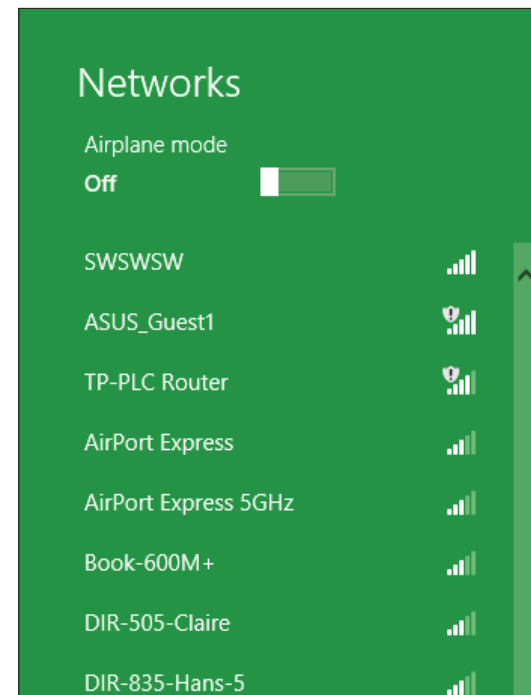 Networks
Airplane mode
Off
SWSWSW
ASUS_Guest1
TP-PLC Router
AirPort Express
AirPort Express 5GHz
Book-600M+
DIR-505-Claire
DIR-835-Hans-5